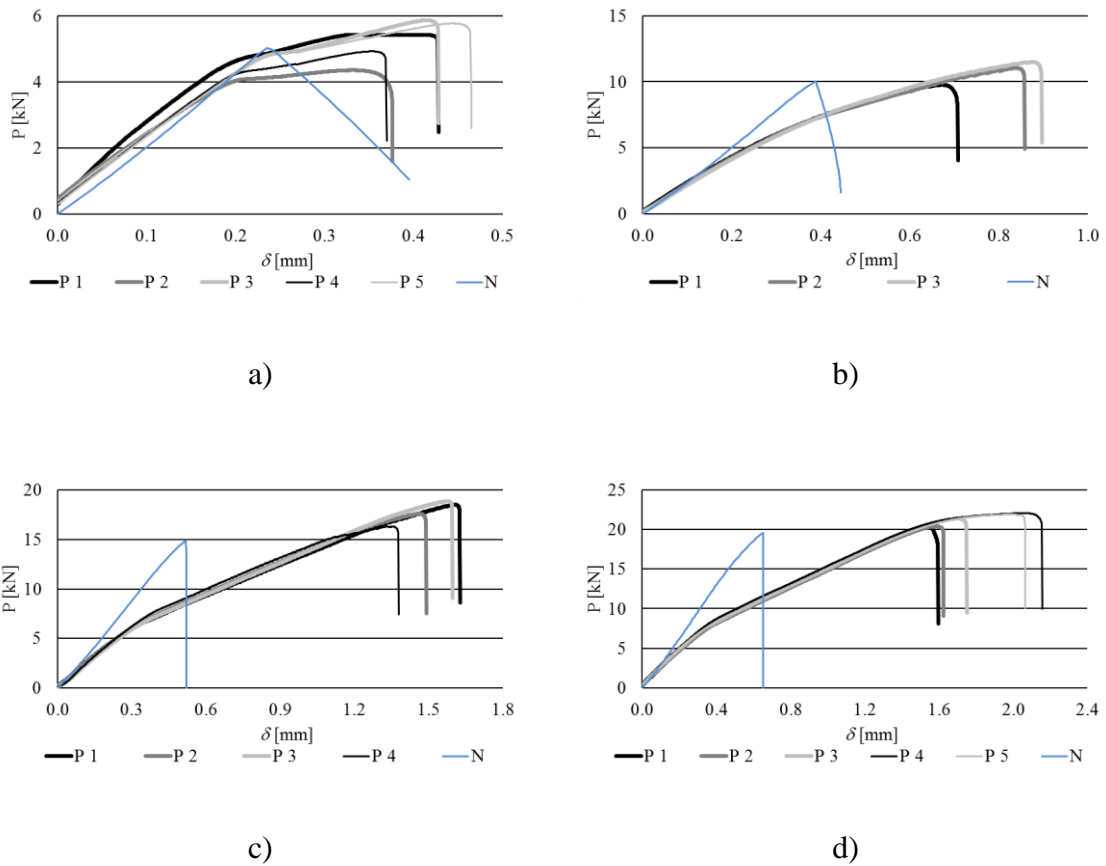 6
4
2
0
P [kN]
0.0 0.1 0.2 0.3 0.4 0.5
δ [mm]
P 1 P 2 P 3 P 4 P 5 N
a)
15
10
5
0
P [kN]
0.0 0.2 0.4 0.6 0.8 1.0
δ [mm]
P 1 P 2 P 3 N
b)
20
15
10
5
0
P [kN]
0.0 0.3 0.6 0.9 1.2 1.5 1.8
δ [mm]
P 1 P 2 P 3 P 4 N
c)
25
20
15
10
5
0
P [kN]
0.0 0.4 0.8 1.2 1.6 2.0 2.4
δ [mm]
P 1 P 2 P 3 P 4 P 5 N
d)